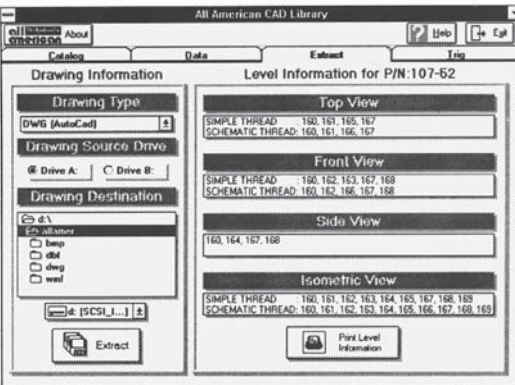 All American CAD Library
all american About Help Exit
Catalog Data Extract Trig
Drawing Information
Drawing Type
DWG (AutoCad)
Drawing Source Drive
Drive A: Drive B:
Drawing Destination
d:\
allamer
bmp
dbf
dwg
wmf
d: [SCSI_I...]
Extract
Level Information for P/N:107-52
Top View
SIMPLE THREAD : 160, 161, 165, 167
SCHEMATIC THREAD: 160, 161, 166, 167
Front View
SIMPLE THREAD : 160, 162, 163, 167, 168
SCHEMATIC THREAD: 160, 162, 166, 167, 168
Side View
160, 164, 167, 168
Isometric View
SIMPLE THREAD : 160, 161, 162, 163, 164, 165, 167, 168, 169
SCHEMATIC THREAD: 160, 161, 162, 163, 164, 165, 166, 167, 168, 169
Print Level
Information